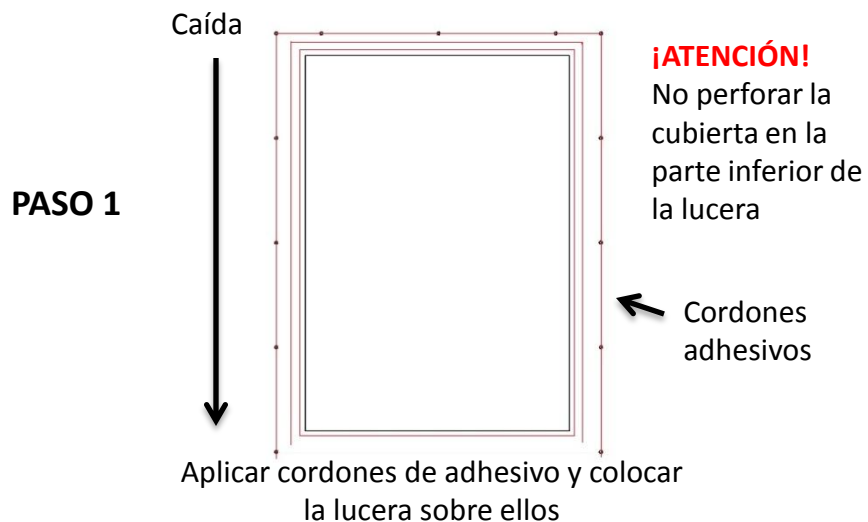 Caída
¡ATENCIÓN!
No perforar la
cubierta en la
parte inferior de
la lucera
PASO 1
Cordones
adhesivos
Aplicar cordones de adhesivo y colocar
la lucera sobre ellos